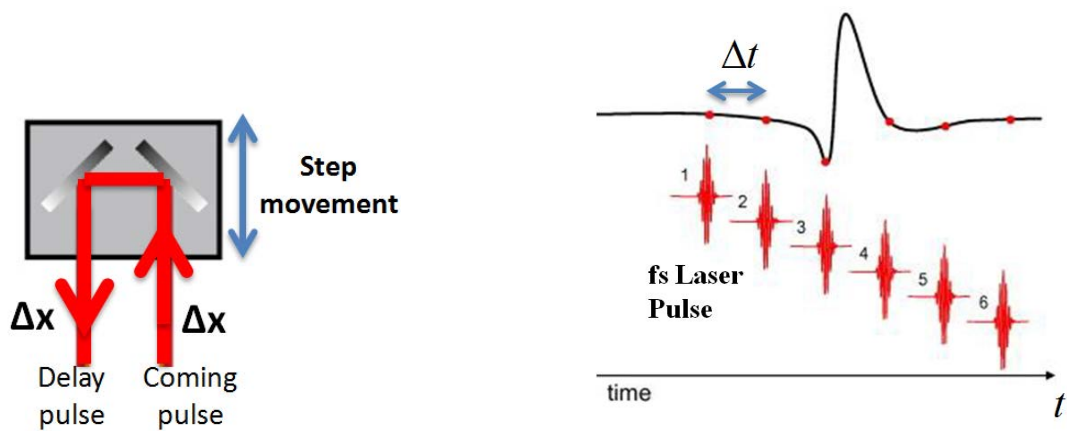 Step
movement
Δx
Δx
Delay
pulse
Coming
pulse
Δt
1
2
3
4
5
6
fs Laser
Pulse
time
t